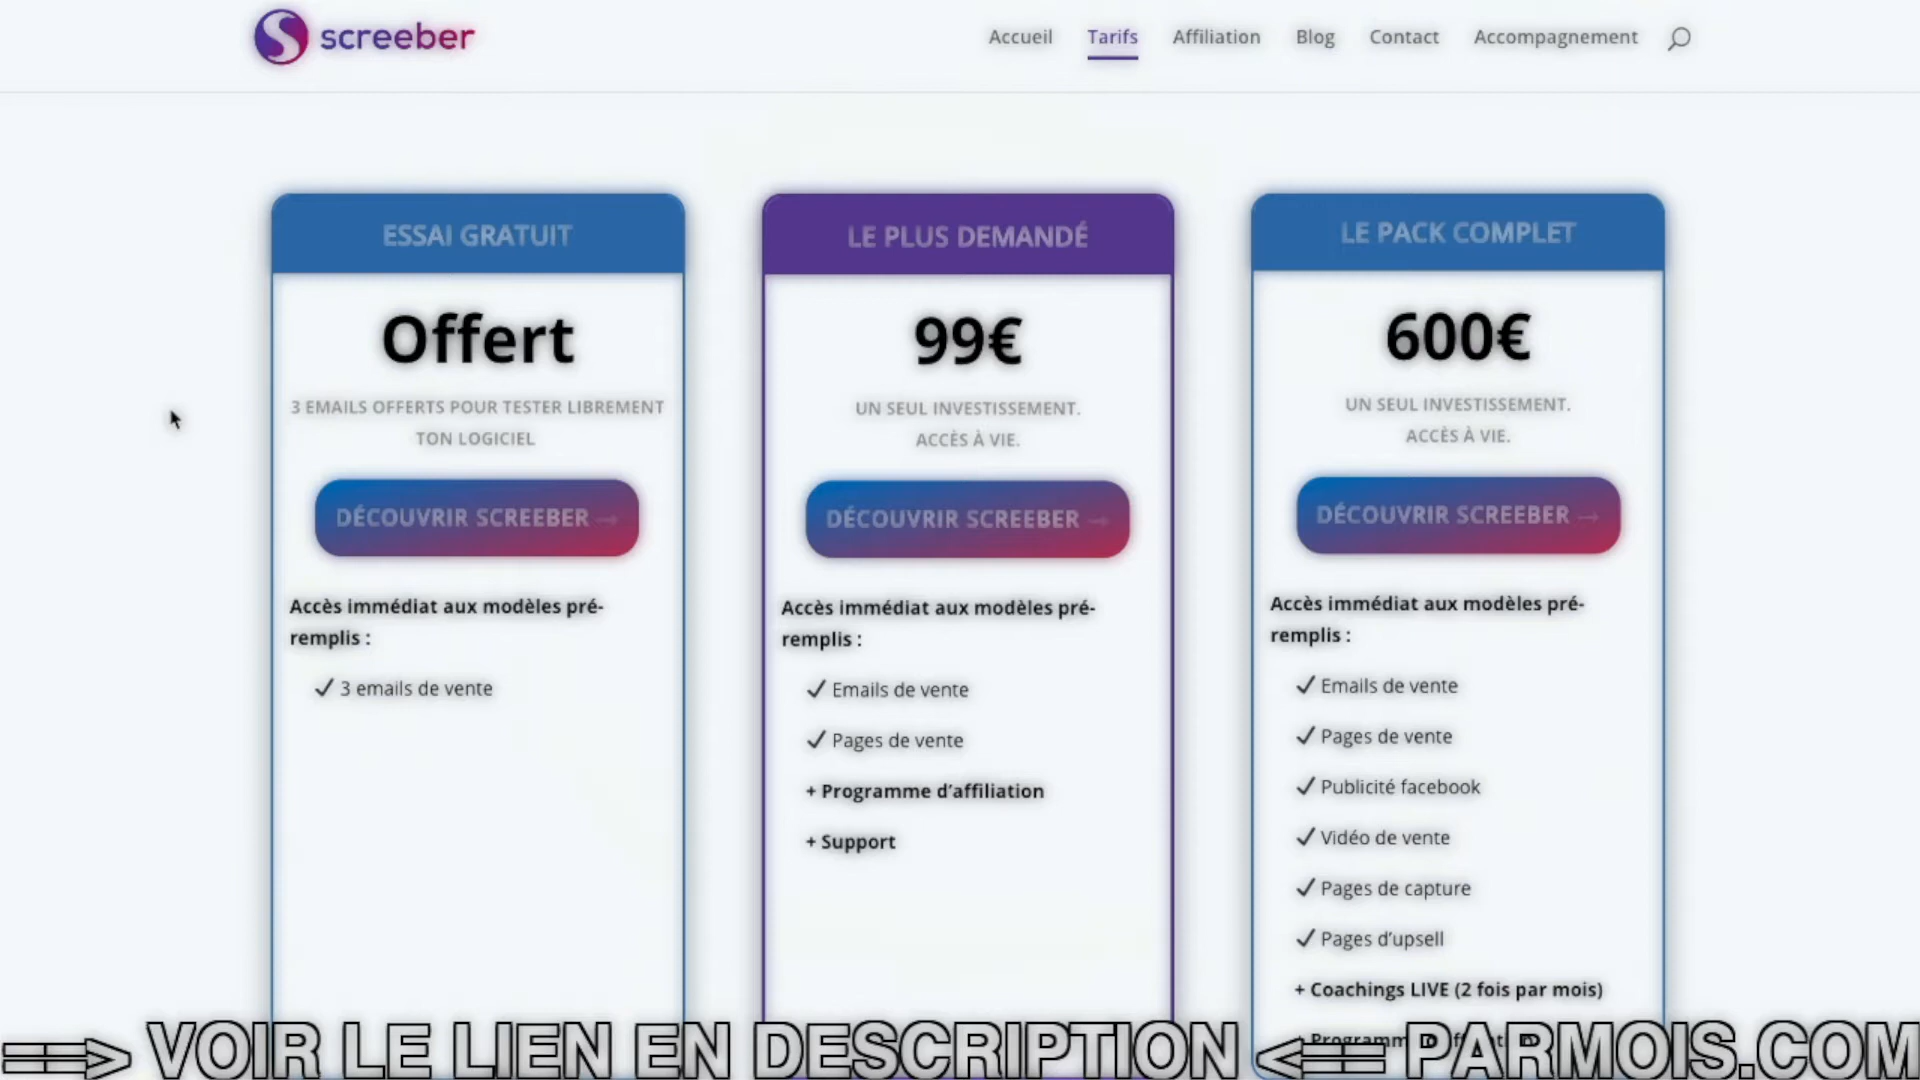 screeber
Accueil Tarifs Affiliation Blog Contact Accompagnement
ESSAI GRATUIT
Offert
3 EMAILS OFFERTS POUR TESTER LIBREMENT
TON LOGICIEL
DÉCOUVRIR SCREEBER →
Accès immédiat aux modèles pré-
remplis :
✓ 3 emails de vente
LE PLUS DEMANDÉ
99€
UN SEUL INVESTISSEMENT.
ACCÈS À VIE.
DÉCOUVRIR SCREEBER →
Accès immédiat aux modèles pré-
remplis :
✓ Emails de vente
✓ Pages de vente
+ Programme d’affiliation
+ Support
LE PACK COMPLET
600€
UN SEUL INVESTISSEMENT.
ACCÈS À VIE.
DÉCOUVRIR SCREEBER →
Accès immédiat aux modèles pré-
remplis :
✓ Emails de vente
✓ Pages de vente
✓ Publicité facebook
✓ Vidéo de vente
✓ Pages de capture
✓ Pages d’upsell
+ Coachings LIVE (2 fois par mois)
==> VOIR LE LIEN EN DESCRIPTION <== PARMOIS.COM